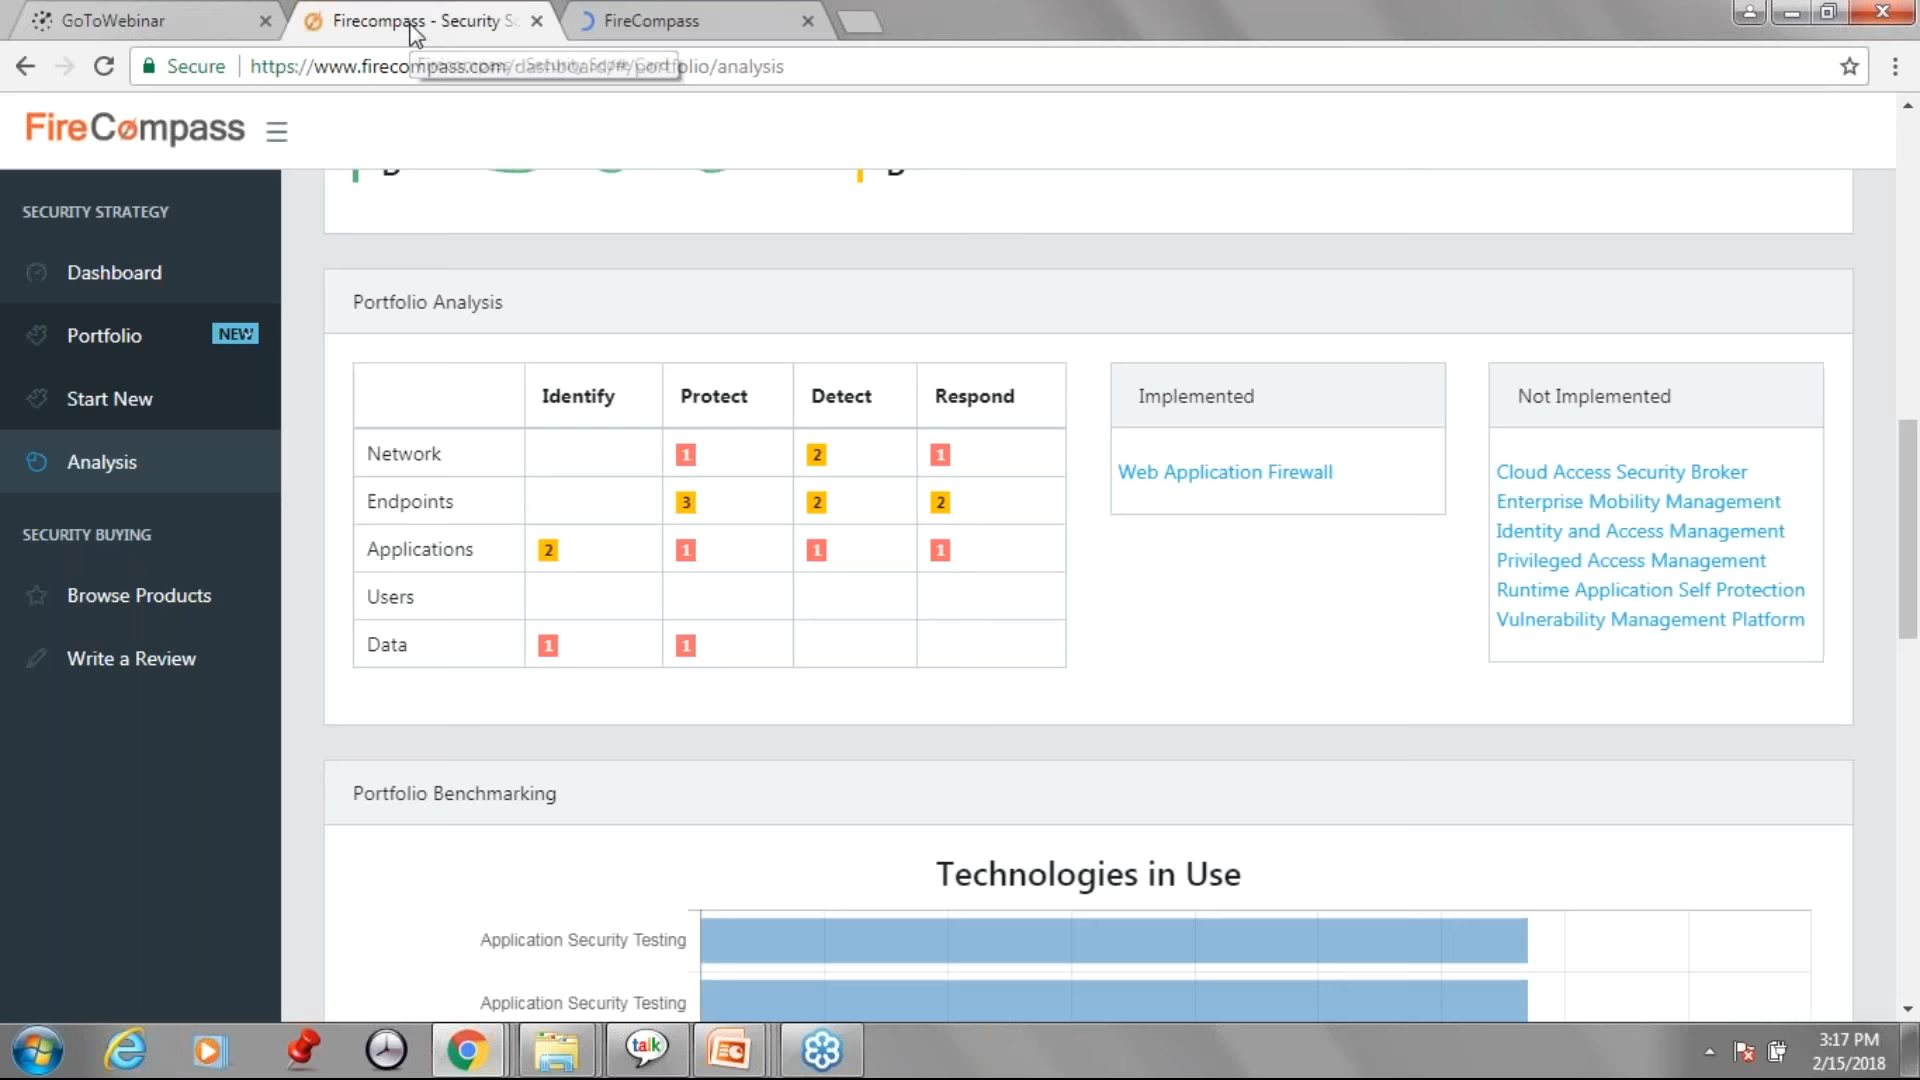 GoToWebinar
Firecompass - Security Sc
FireCompass
Secure
https://www.firecompass.com/dashboard/#/portfolio/analysis
FireCompass
SECURITY STRATEGY
Dashboard
Portfolio
NEW
Start New
Analysis
SECURITY BUYING
Browse Products
Write a Review
Portfolio Analysis
Identify Protect Detect Respond
Network 1 2 1
Endpoints 3 2 2
Applications 2 1 1 1
Users
Data 1 1
Implemented
Web Application Firewall
Not Implemented
Cloud Access Security Broker
Enterprise Mobility Management
Identity and Access Management
Privileged Access Management
Runtime Application Self Protection
Vulnerability Management Platform
Portfolio Benchmarking
Technologies in Use
Application Security Testing
Application Security Testing
talk
3:17 PM
2/15/2018